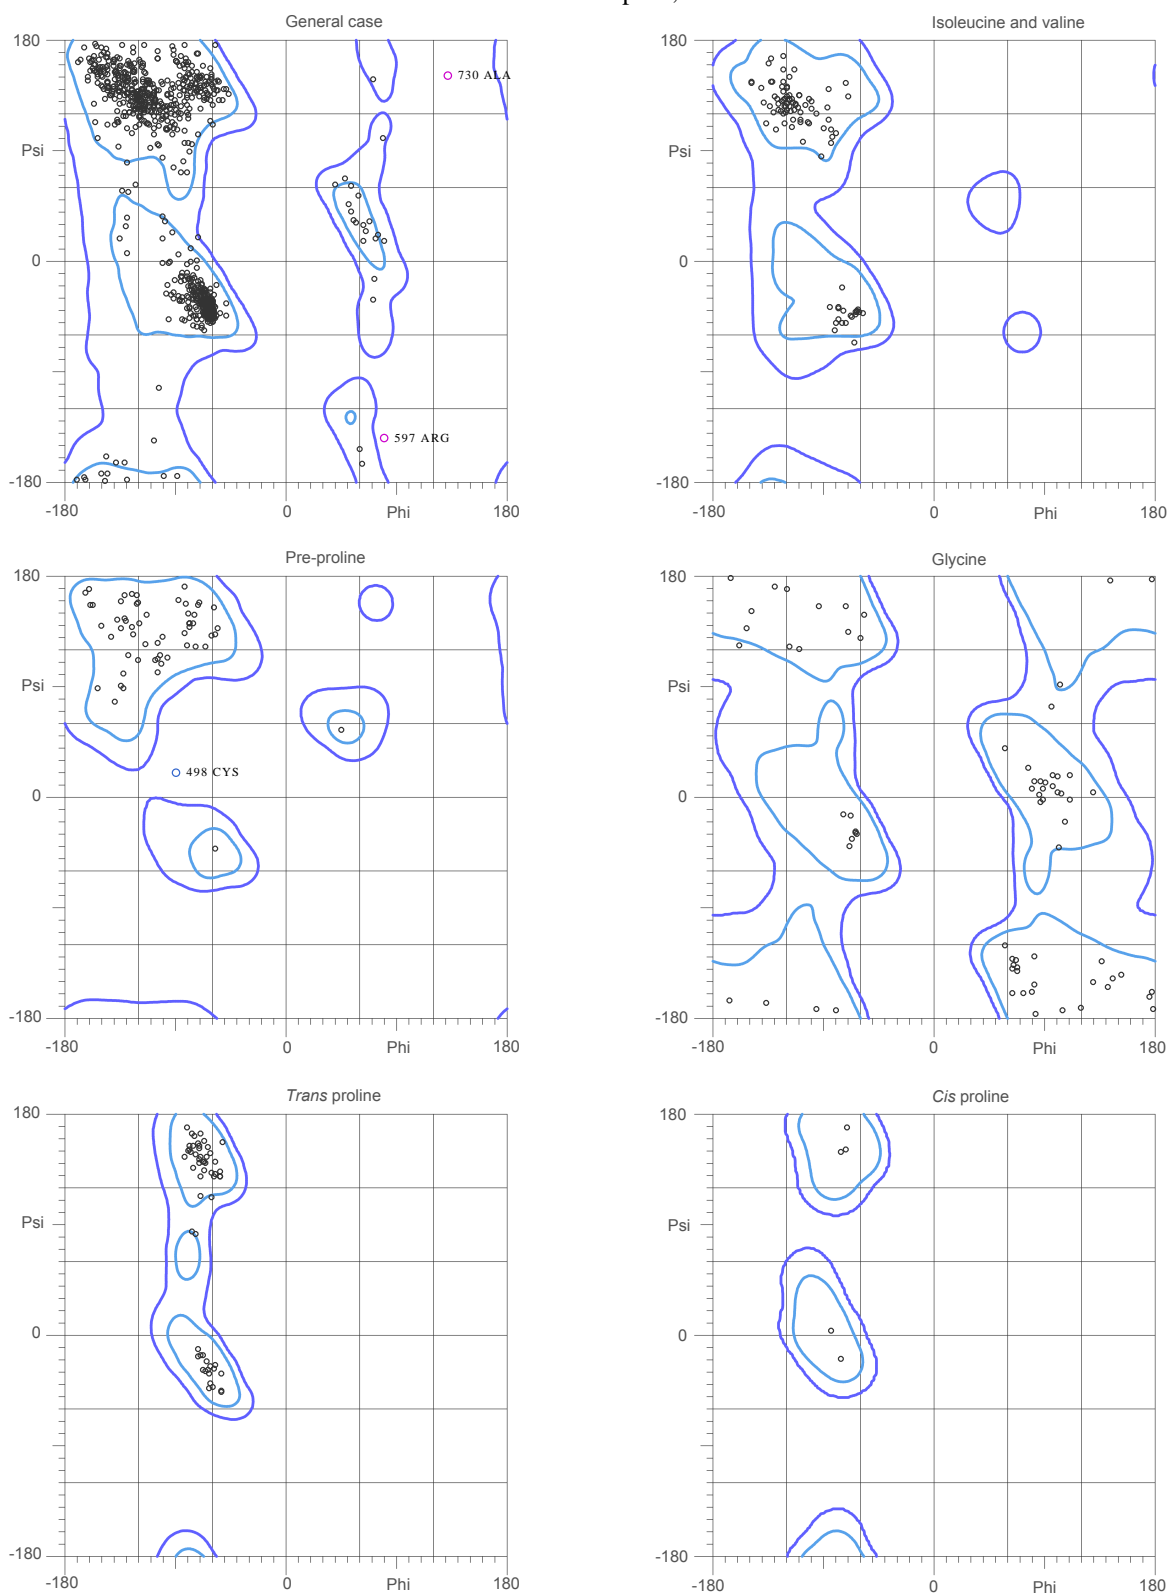 General case
180
Psi
0
-180
-180
0
Phi
180
730 ALA
597 ARG
Isoleucine and valine
180
Psi
0
-180
-180
0
Phi
180
Pre-proline
180
Psi
0
-180
-180
0
Phi
180
498 CYS
Glycine
180
Psi
0
-180
-180
0
Phi
180
Trans proline
180
Psi
0
-180
-180
0
Phi
180
Cis proline
180
Psi
0
-180
-180
0
Phi
180